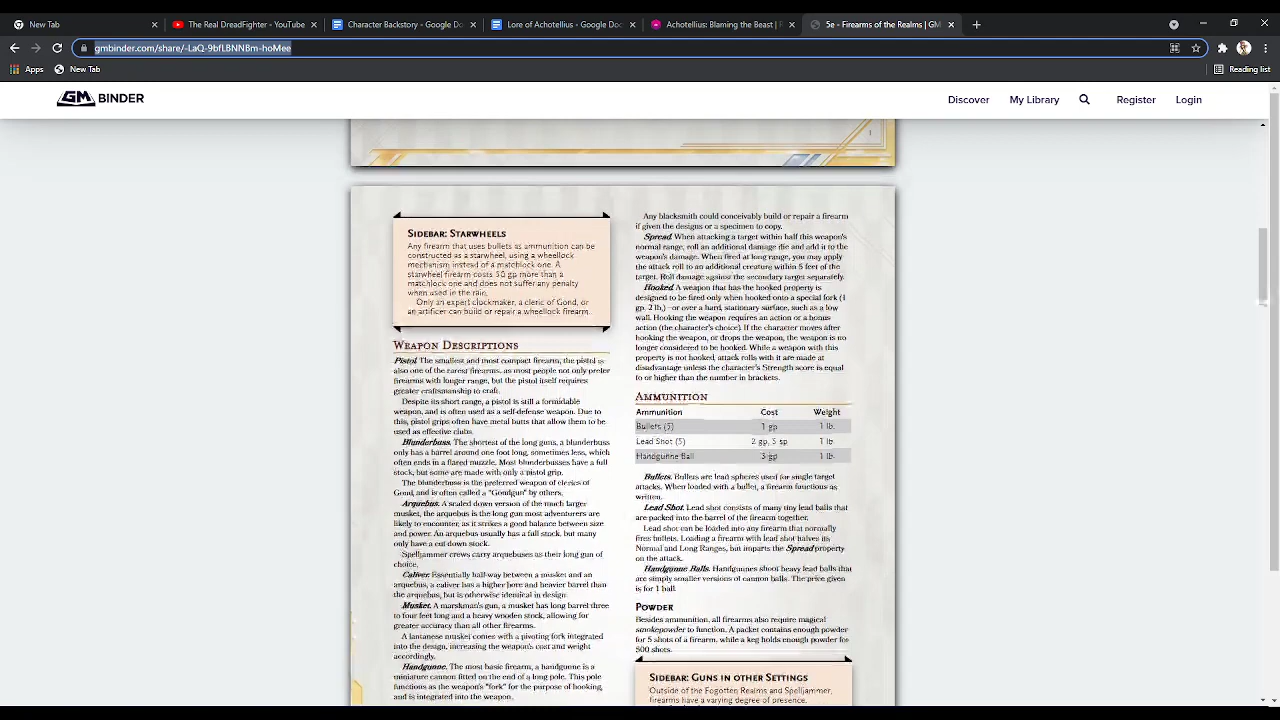 New Tab
The Real DreadFighter - YouTube
Character Backstory - Google Do
Lore of Achotellius - Google Doc
Achotellius: Blaming the Beast |
5e - Firearms of the Realms | GM
gmbinder.com/share/-LaQ-9bfLBNNBm-hoMee
Apps
New Tab
Reading list
GM BINDER
Discover
My Library
Register
Login
1
Sidebar: Starwheels
Any firearm that uses bullets as ammunition can be
constructed as a starwheel, using a wheellock
mechanism instead of a matchlock one. A
starwheel firearm costs 30 gp more than a
matchlock one and does not suffer any penalty
when used in the rain.
Only an expert cluckmaker, a cleric of Gond, or
an artificer can build or repair a wheellock firearm.
Weapon Descriptions
Pistol. The smallest and most compact firearm, the pistol is
also one of the rarest firearms, as most people not only prefer
firearms with longer range, but the pistol itself requires
greater craftsmanship to craft.
Despite its short range, a pistol is still a formidable
weapon, and is often used as a self-defense weapon. Due to
this, pistol grips often have metal butts that allow them to be
used as effective clubs.
Blunderbuss. The shortest of the long guns, a blunderbuss
only has a barrel around one foot long, sometimes less, which
often ends in a flared muzzle. Most blunderbusses have a full
stock, but some are made with only a pistol grip.
The blunderbuss is the preferred weapon of clerics of
Gond, and is often called a "Gondgun" by others.
Arquebus. A scaled down version of the much larger
musket, the arquebus is the long gun most adventurers are
likely to encounter, as it strikes a good balance between size
and power. An arquebus usually has a full stock, but many
only have a cut down stock.
Spelljammer crews carry arquebuses as their long gun of
choice.
Caliver. Essentially half-way between a musket and an
arquebus, a caliver has a higher bore and heavier barrel than
the arquebus, but is otherwise identical in design.
Musket. A marksman's gun, a musket has long barrel three
to four feet long and a heavy wooden stock, allowing for
greater accuracy than all other firearms.
A lantanese musket comes with a pivoting fork integrated
into the design, increasing the weapon's cost and weight
accordingly.
Handgonne. The most basic firearm, a handgonne is a
miniature cannon fitted on the end of a long pole. This pole
functions as the weapon's "fork" for the purpose of hooking,
and is integrated into the weapon.
Any blacksmith could conceivably build or repair a firearm
if given the designs or a specimen to copy.
Spread. When attacking a target within half this weapon's
normal range, roll an additional damage die and add it to the
weapon's damage. When fired at long range, you may apply
the attack roll to an additional creature within 5 feet of the
target. Roll damage against the secondary target separately.
Hooked. A weapon that has the hooked property is
designed to be fired only when hooked onto a special fork (1
gp, 2 lb.)—or over a hard, stationary surface, such as a low
wall. Hooking the weapon requires an action or a bonus
action (the character's choice). If the character moves after
hooking the weapon, or drops the weapon, the weapon is no
longer considered to be hooked. While a weapon with this
property is not hooked, attack rolls with it are made at
disadvantage unless the character's Strength score is equal
to or higher than the number in brackets.
Ammunition
Ammunition Cost Weight
Bullets (5) 1 gp 1 lb.
Lead Shot (5) 2 gp, 5 sp 1 lb.
Handgunne Ball 3 gp 1 lb.
Bullets. Bullets are lead spheres used for single target
attacks. When loaded with a bullet, a firearm functions as
written.
Lead Shot. Lead shot consists of many tiny lead balls that
are packed into the barrel of the firearm together.
Lead shot can be loaded into any firearm that normally
fires bullets. Loading a firearm with lead shot halves its
Normal and Long Ranges, but imparts the Spread property
on the attack.
Handgonne Balls. Handgonnes shoot heavy lead balls that
are simply smaller versions of cannon balls. The price given
is for 1 ball.
Powder
Besides ammunition, all firearms also require magical
smokepowder to function. A packet contains enough powder
for 5 shots of a firearm, while a keg holds enough powder for
500 shots.
Sidebar: Guns in other Settings
Outside of the Fogotten Realms and Spelljammer,
firearms have a varying degree of presence.